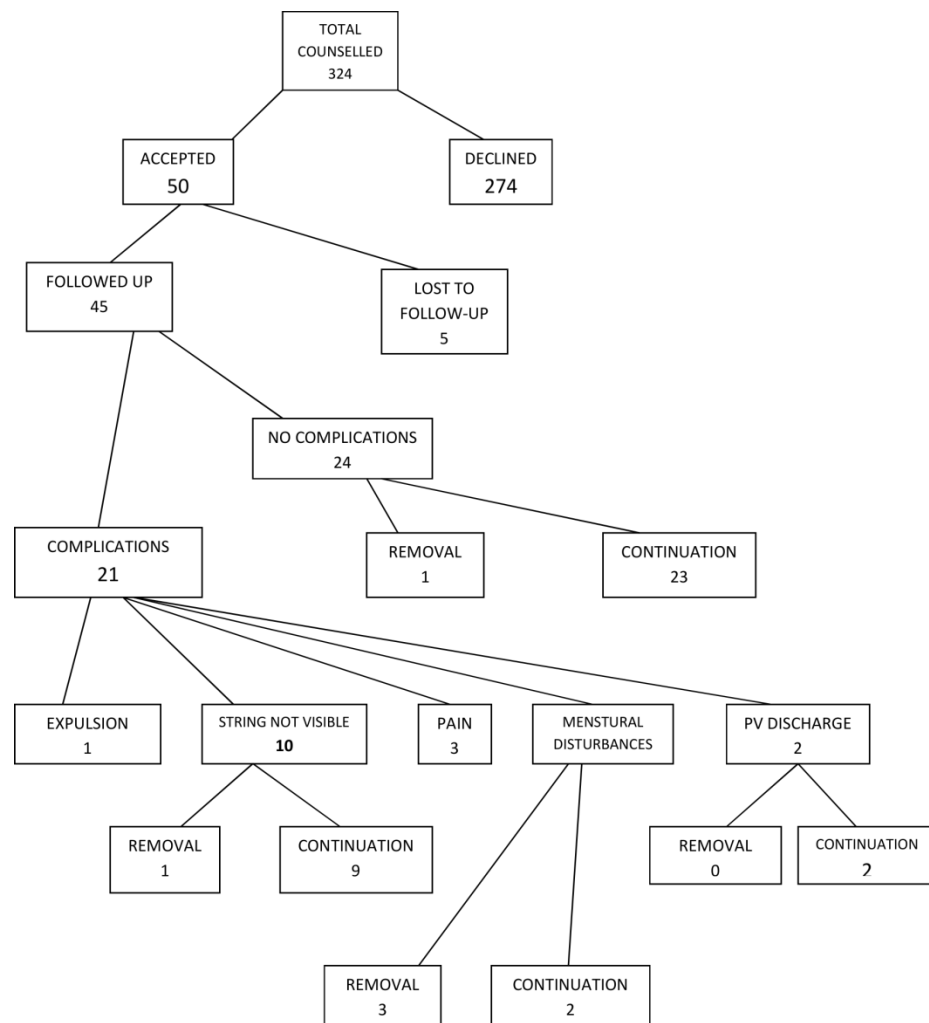 TOTAL
COUNSELLED
324
ACCEPTED
50
DECLINED
274
FOLLOWED UP
45
LOST TO
FOLLOW-UP
5
NO COMPLICATIONS
24
COMPLICATIONS
21
REMOVAL
1
CONTINUATION
23
EXPULSION
1
STRING NOT VISIBLE
10
PAIN
3
MENSTURAL
DISTURBANCES
PV DISCHARGE
2
REMOVAL
1
CONTINUATION
9
REMOVAL
0
CONTINUATION
2
REMOVAL
3
CONTINUATION
2